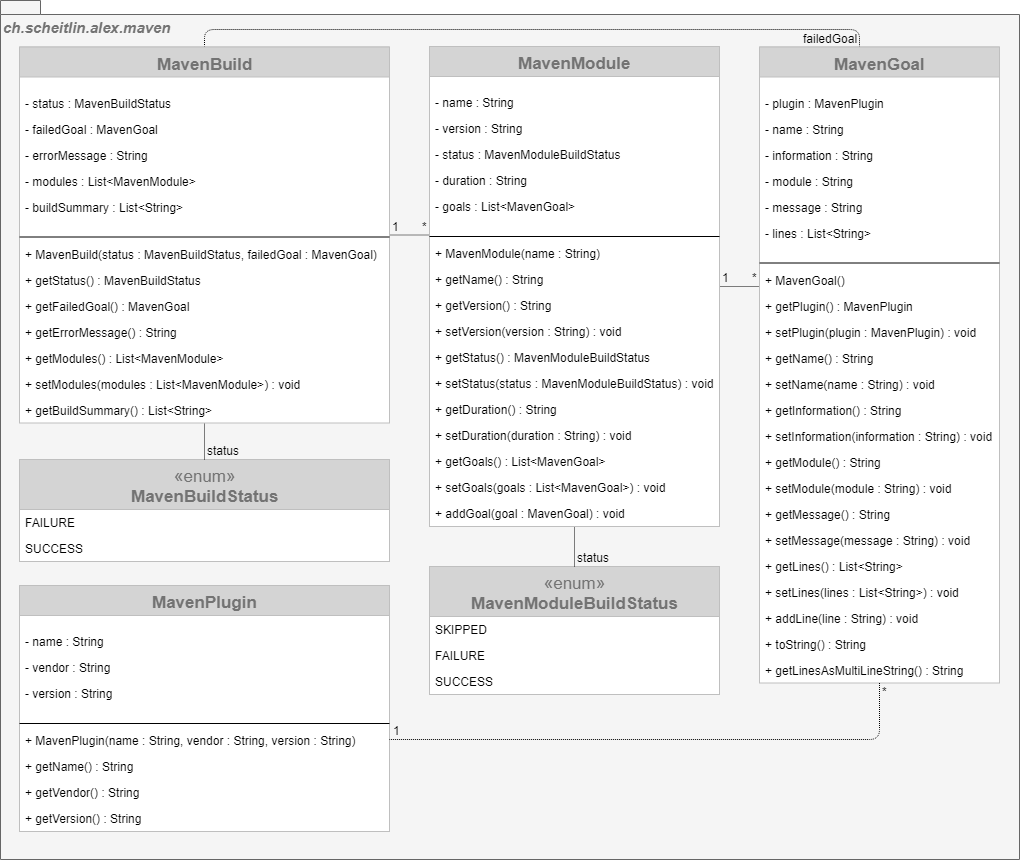 ch.scheitlin.alex.maven
failedGoal
MavenBuild
- status : MavenBuildStatus
- failedGoal : MavenGoal
- errorMessage : String
- modules : List<MavenModule>
- buildSummary : List<String>
+ MavenBuild(status : MavenBuildStatus, failedGoal : MavenGoal)
+ getStatus() : MavenBuildStatus
+ getFailedGoal() : MavenGoal
+ getErrorMessage() : String
+ getModules() : List<MavenModule>
+ setModules(modules : List<MavenModule>) : void
+ getBuildSummary() : List<String>
1
*
status
«enum»
MavenBuildStatus
FAILURE
SUCCESS
MavenModule
- name : String
- version : String
- status : MavenModuleBuildStatus
- duration : String
- goals : List<MavenGoal>
+ MavenModule(name : String)
+ getName() : String
+ getVersion() : String
+ setVersion(version : String) : void
+ getStatus() : MavenModuleBuildStatus
+ setStatus(status : MavenModuleBuildStatus) : void
+ getDuration() : String
+ setDuration(duration : String) : void
+ getGoals() : List<MavenGoal>
+ setGoals(goals : List<MavenGoal>) : void
+ addGoal(goal : MavenGoal) : void
1
*
status
«enum»
MavenModuleBuildStatus
SKIPPED
FAILURE
SUCCESS
MavenGoal
- plugin : MavenPlugin
- name : String
- information : String
- module : String
- message : String
- lines : List<String>
+ MavenGoal()
+ getPlugin() : MavenPlugin
+ setPlugin(plugin : MavenPlugin) : void
+ getName() : String
+ setName(name : String) : void
+ getInformation() : String
+ setInformation(information : String) : void
+ getModule() : String
+ setModule(module : String) : void
+ getMessage() : String
+ setMessage(message : String) : void
+ getLines() : List<String>
+ setLines(lines : List<String>) : void
+ addLine(line : String) : void
+ toString() : String
+ getLinesAsMultiLineString() : String
*
MavenPlugin
- name : String
- vendor : String
- version : String
+ MavenPlugin(name : String, vendor : String, version : String)
+ getName() : String
+ getVendor() : String
+ getVersion() : String
1